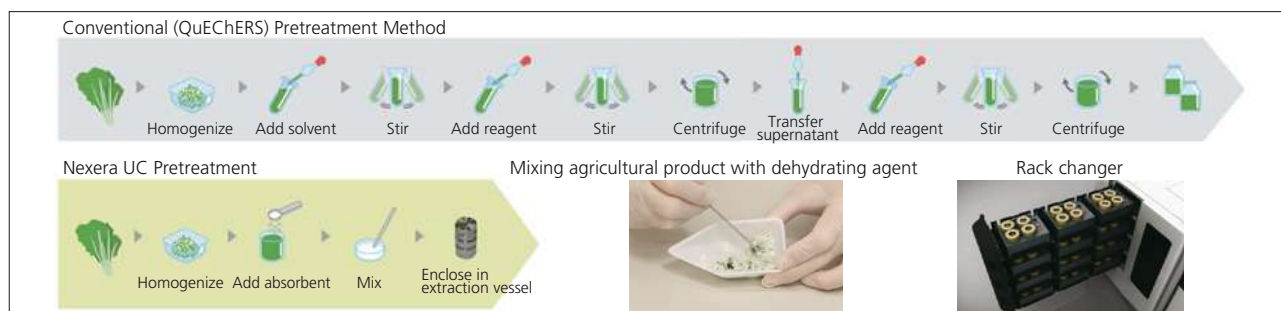 Conventional (QuEChERS) Pretreatment Method
Homogenize
Add solvent
Stir
Add reagent
Stir
Centrifuge
Transfer
supernatant
Add reagent
Stir
Centrifuge
Nexera UC Pretreatment
Homogenize
Add absorbent
Mix
Enclose in
extraction vessel
Mixing agricultural product with dehydrating agent
Rack changer